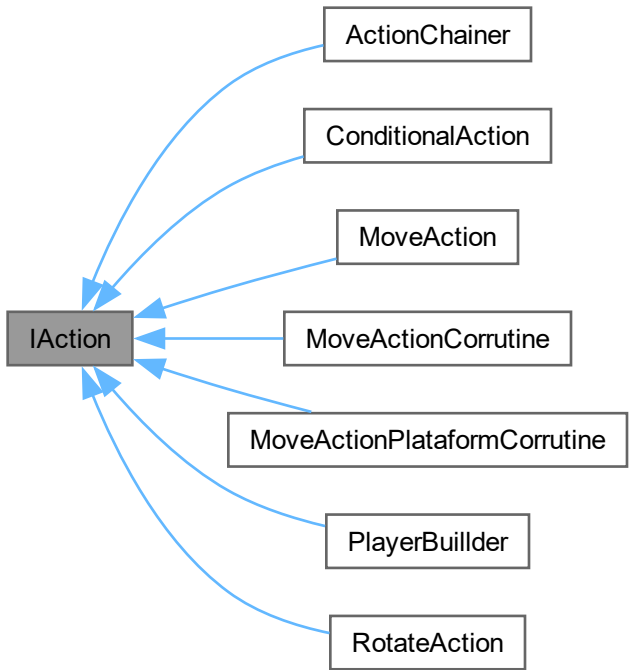 ActionChainer
ConditionalAction
MoveAction
IAction
MoveActionCorrutine
MoveActionPlataformCorrutine
PlayerBuillder
RotateAction